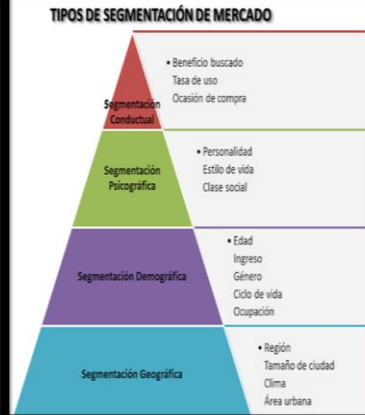 TIPOS DE SEGMENTACIÓN DE MERCADO
Segmentación
Conductual
• Beneficio buscado
Tasa de uso
Ocasión de compra
Segmentación
Psicográfica
• Personalidad
Estilo de vida
Clase social
Segmentación Demográfica
• Edad
Ingreso
Género
Ciclo de vida
Ocupación
Segmentación Geográfica
• Región
Tamaño de ciudad
Clima
Área urbana